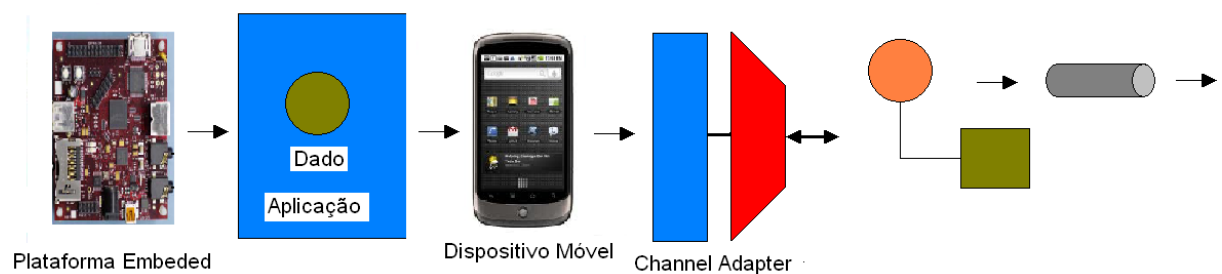 Dado
Aplicação
Plataforma Embeded
Dispositivo Móvel
Channel Adapter